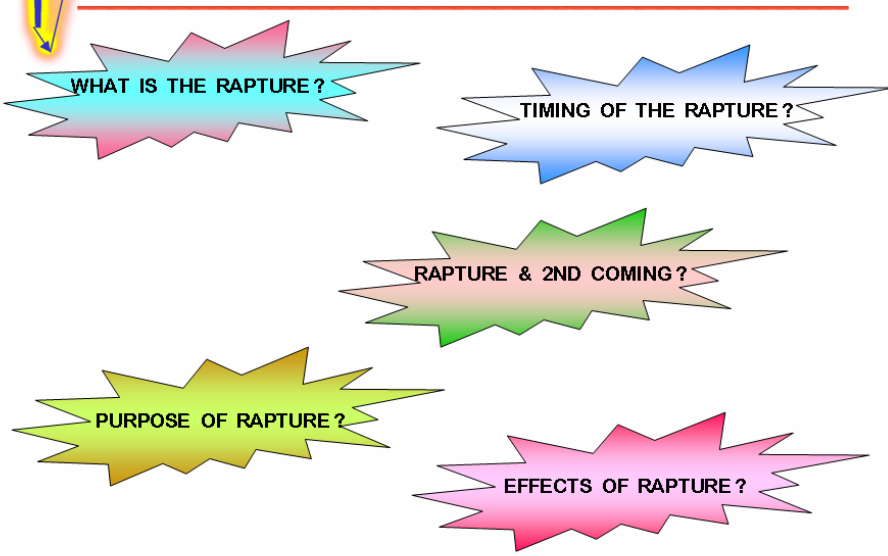 WHAT IS THE RAPTURE?
TIMING OF THE RAPTURE?
RAPTURE & 2ND COMING?
PURPOSE OF RAPTURE?
EFFECTS OF RAPTURE?